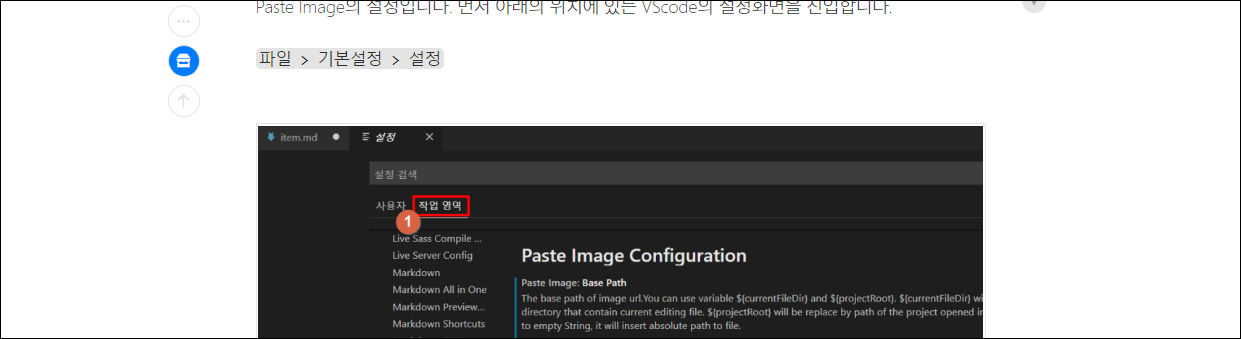 Paste Image의 설정입니다. 먼저 아래의 위치에 있는 VScode의 설정화면을 진입합니다.
파일 > 기본설정 > 설정
item.md
설정
설정 검색
사용자 작업 영역
1
Live Sass Compile ...
Live Server Config
Markdown
Markdown All in One
Markdown Preview...
Markdown Shortcuts
Paste Image Configuration
Paste Image: Base Path
The base path of image url.You can use variable ${currentFileDir} and ${projectRoot}. ${currentFileDir} wi
directory that contain current editing file. ${projectRoot} will be replace by path of the project opened in
to empty String, it will insert absolute path to file.